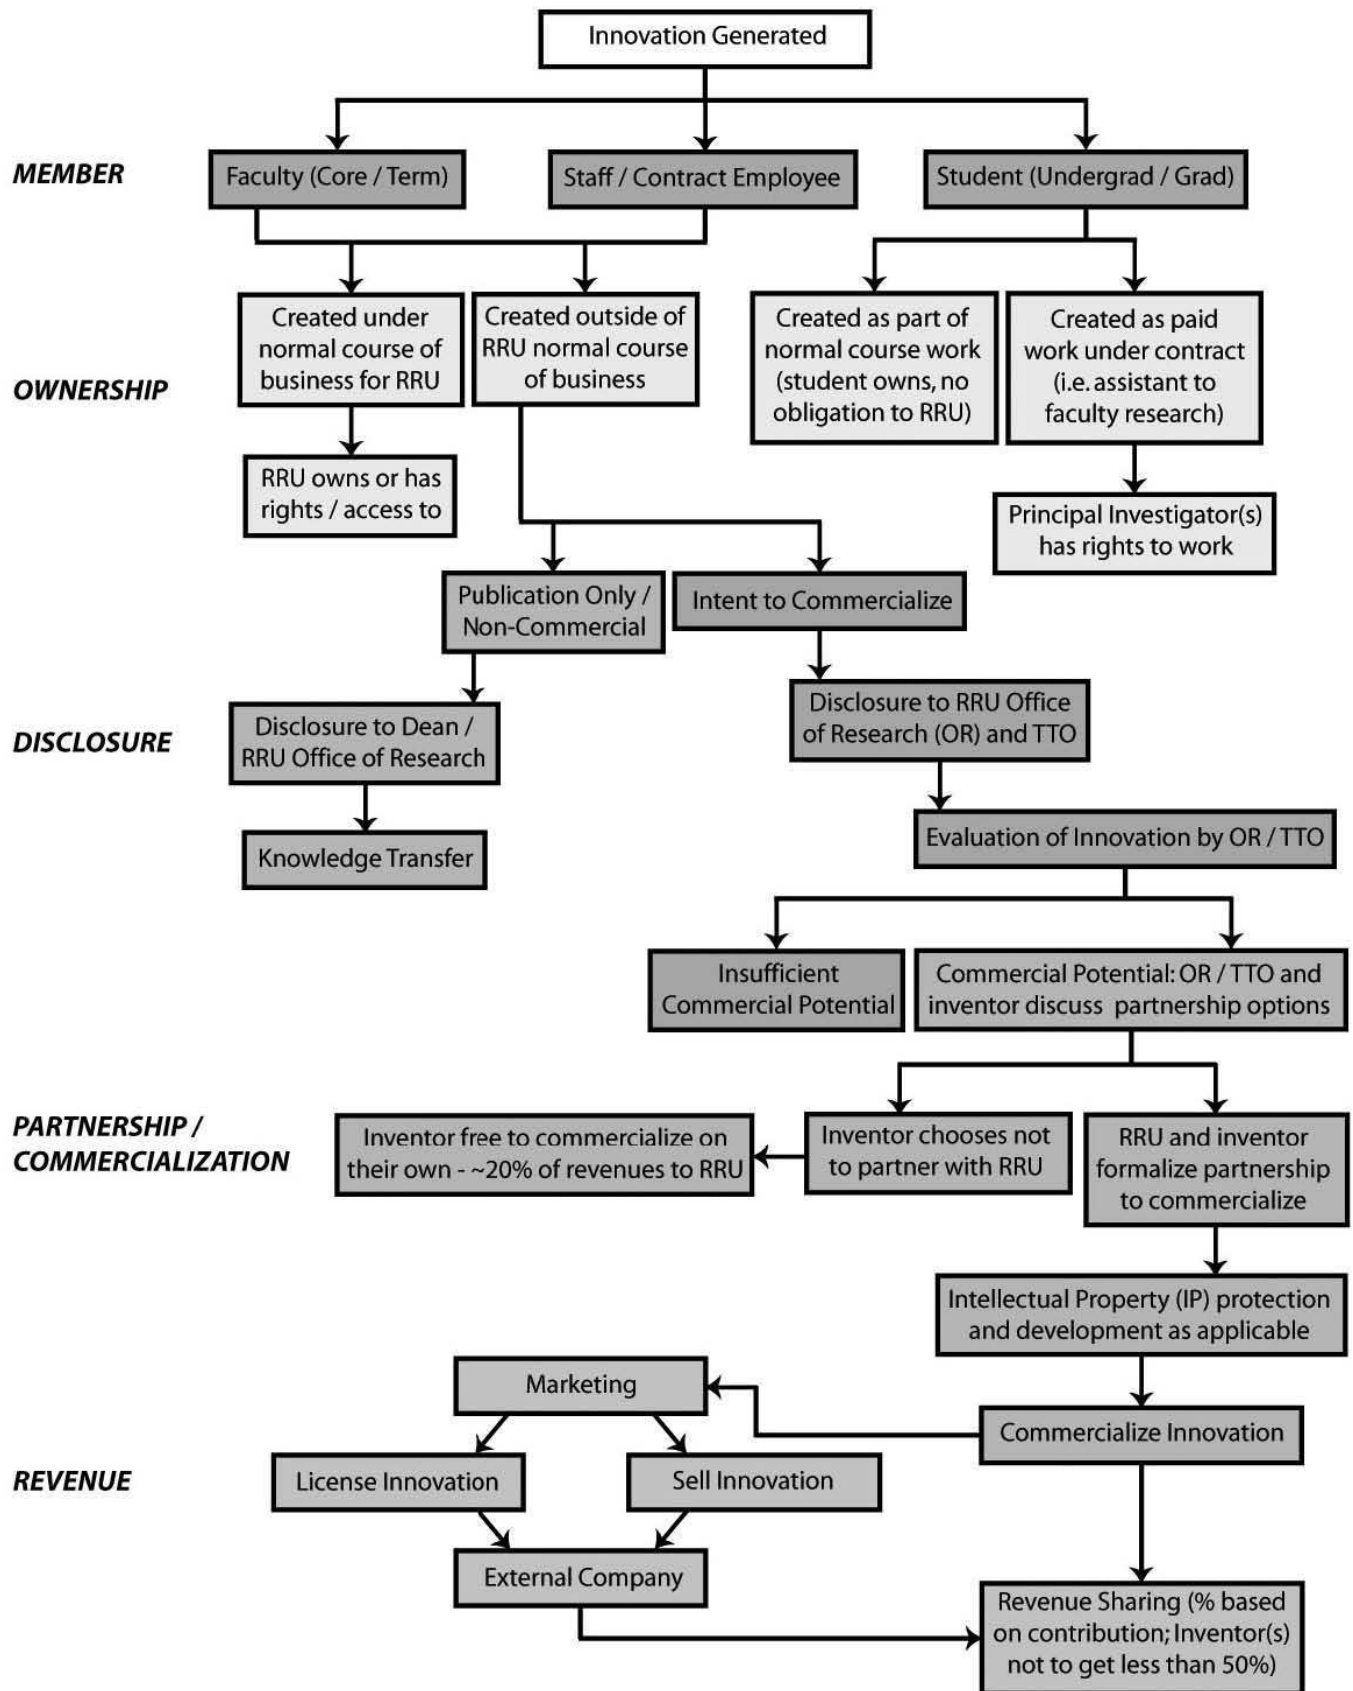 Innovation Generated
MEMBER
Faculty (Core / Term)
Staff / Contract Employee
Student (Undergrad / Grad)
OWNERSHIP
Created under
normal course of
business for RRU
Created outside of
RRU normal course
of business
Created as part of
normal course work
(student owns, no
obligation to RRU)
Created as paid
work under contract
(i.e. assistant to
faculty research)
RRU owns or has
rights / access to
Principal Investigator(s)
has rights to work
Publication Only /
Non-Commercial
Intent to Commercialize
DISCLOSURE
Disclosure to Dean /
RRU Office of Research
Disclosure to RRU Office
of Research (OR) and TTO
Knowledge Transfer
Evaluation of Innovation by OR / TTO
Insufficient
Commercial Potential
Commercial Potential: OR / TTO and
inventor discuss partnership options
PARTNERSHIP /
COMMERCIALIZATION
Inventor free to commercialize on
their own - ~20% of revenues to RRU
Inventor chooses not
to partner with RRU
RRU and inventor
formalize partnership
to commercialize
Intellectual Property (IP) protection
and development as applicable
Marketing
Commercialize Innovation
REVENUE
License Innovation
Sell Innovation
External Company
Revenue Sharing (% based
on contribution; Inventor(s)
not to get less than 50%)